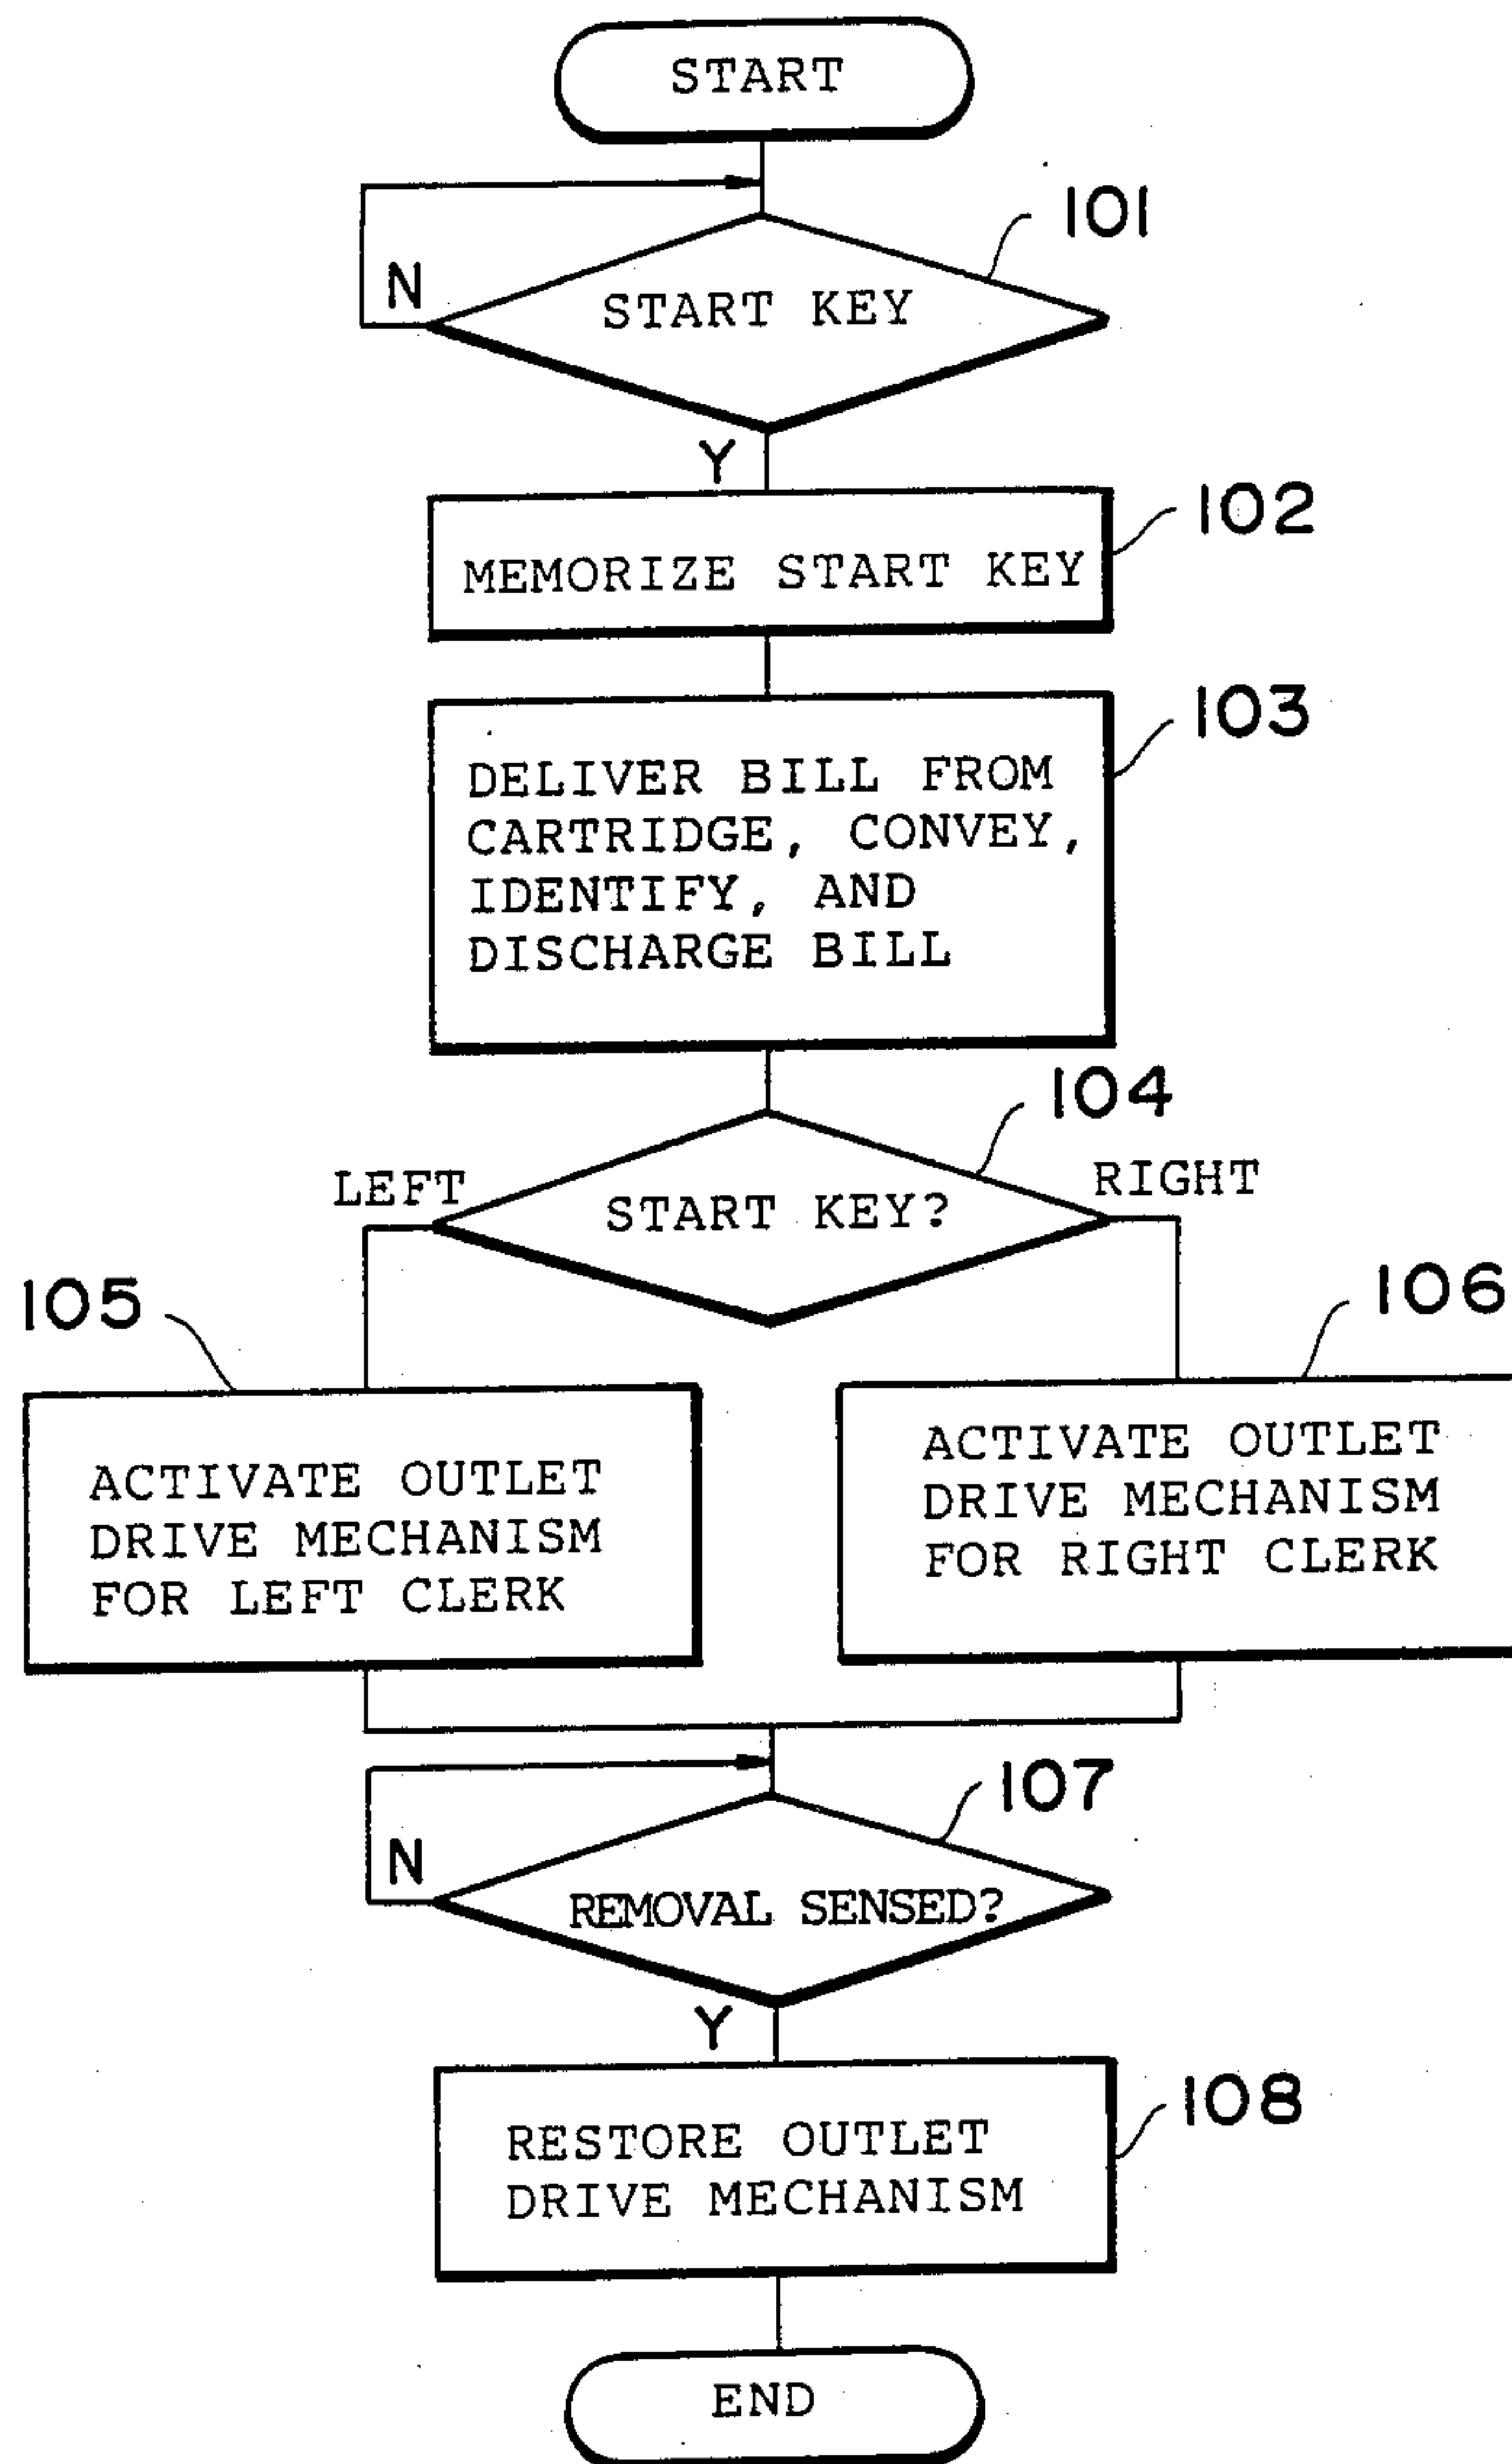 START
101
N
START KEY
Y
102
MEMORIZE START KEY
103
DELIVER BILL FROM
CARTRIDGE, CONVEY,
IDENTIFY, AND
DISCHARGE BILL
104
LEFT
RIGHT
START KEY?
105
106
ACTIVATE OUTLET
DRIVE MECHANISM
FOR LEFT CLERK
ACTIVATE OUTLET
DRIVE MECHANISM
FOR RIGHT CLERK
107
N
REMOVAL SENSED?
Y
108
RESTORE OUTLET
DRIVE MECHANISM
END